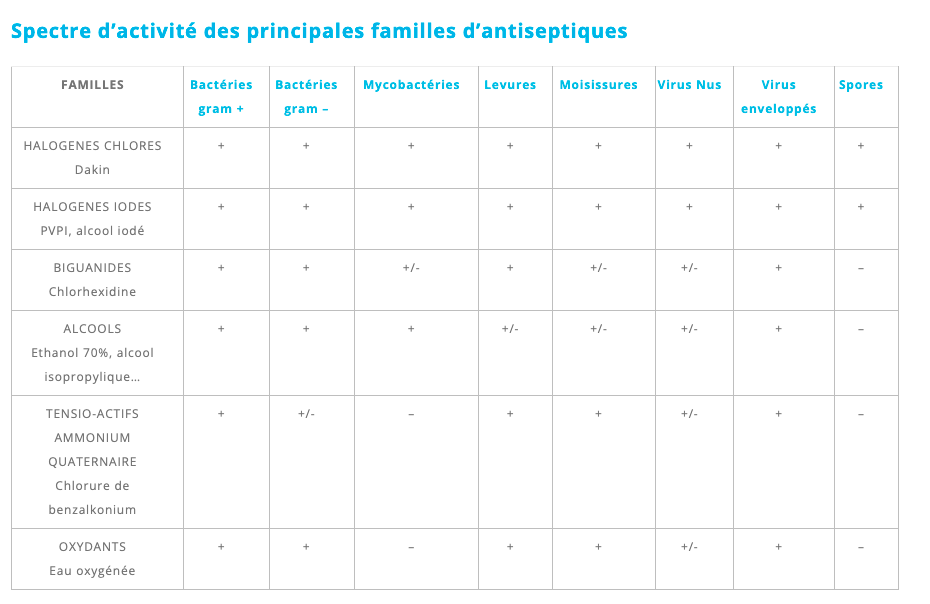 Spectre d’activité des principales familles d’antiseptiques
FAMILLES Bactéries gram + Bactéries gram – Mycobactéries Levures Moisissures Virus Nus Virus enveloppés Spores
HALOGENES CHLORES + + + + + + + +
Dakin
HALOGENES IODES + + + + + + + +
PVPI, alcool iodé
BIGUANIDES + + +/- + +/- +/- + –
Chlorhexidine
ALCOOLS + + + +/- +/- +/- + –
Ethanol 70%, alcool
isopropylique…
TENSIO-ACTIFS + +/- – + + +/- + –
AMMONIUM
QUATERNAIRE
Chlorure de
benzalkonium
OXYDANTS + + – + + +/- + –
Eau oxygénée